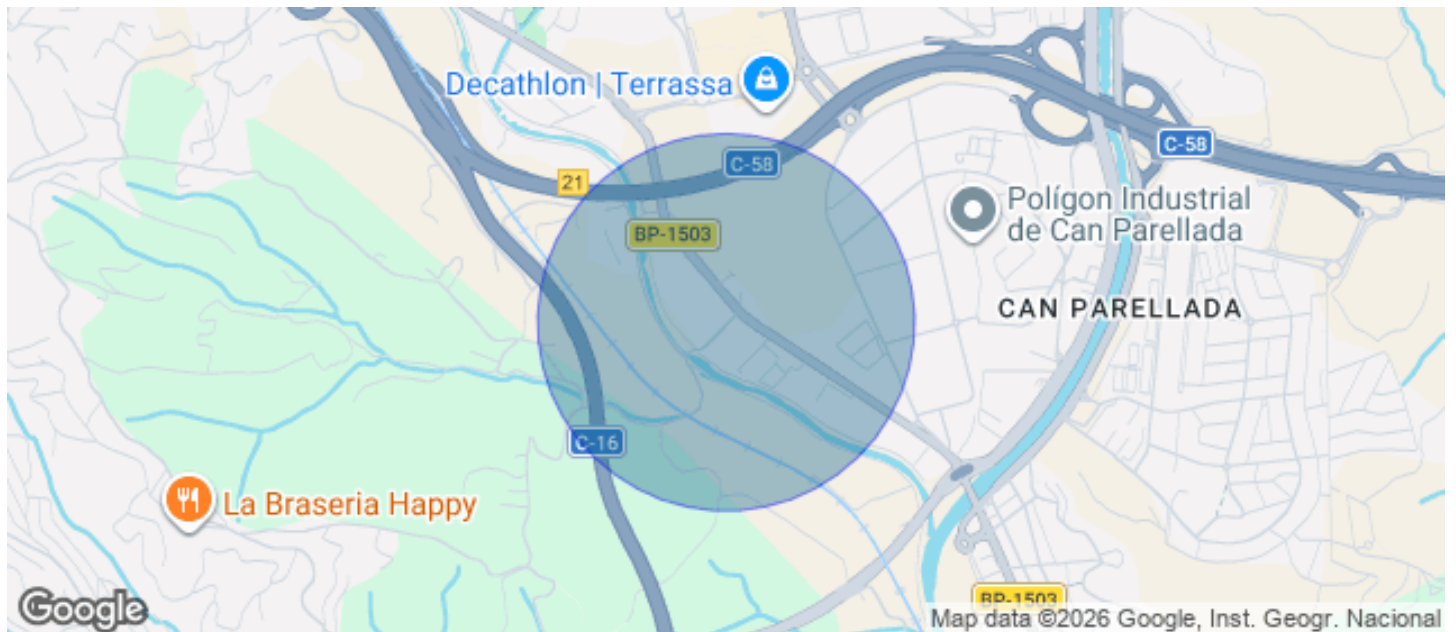 Decathlon | Terrassa
C-58
C-58
21
Polígon Industrial
de Can Parellada
BP-1503
CAN PARELLADA
C-16
La Braseria Happy
BP-1503
Google
Map data ©2026 Google, Inst. Geogr. Nacional